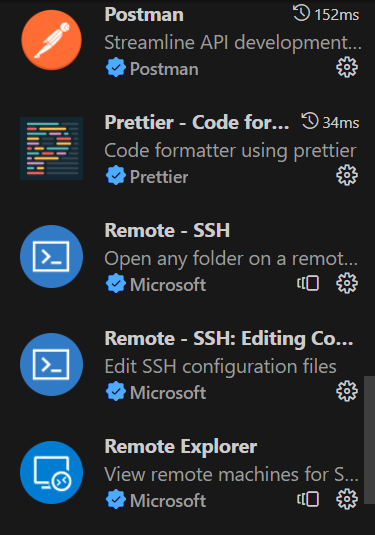 Postman 152ms
Streamline API development...
Postman
Prettier - Code for... 34ms
Code formatter using prettier
Prettier
Remote - SSH
Open any folder on a remot...
Microsoft
Remote - SSH: Editing Co...
Edit SSH configuration files
Microsoft
Remote Explorer
View remote machines for S...
Microsoft